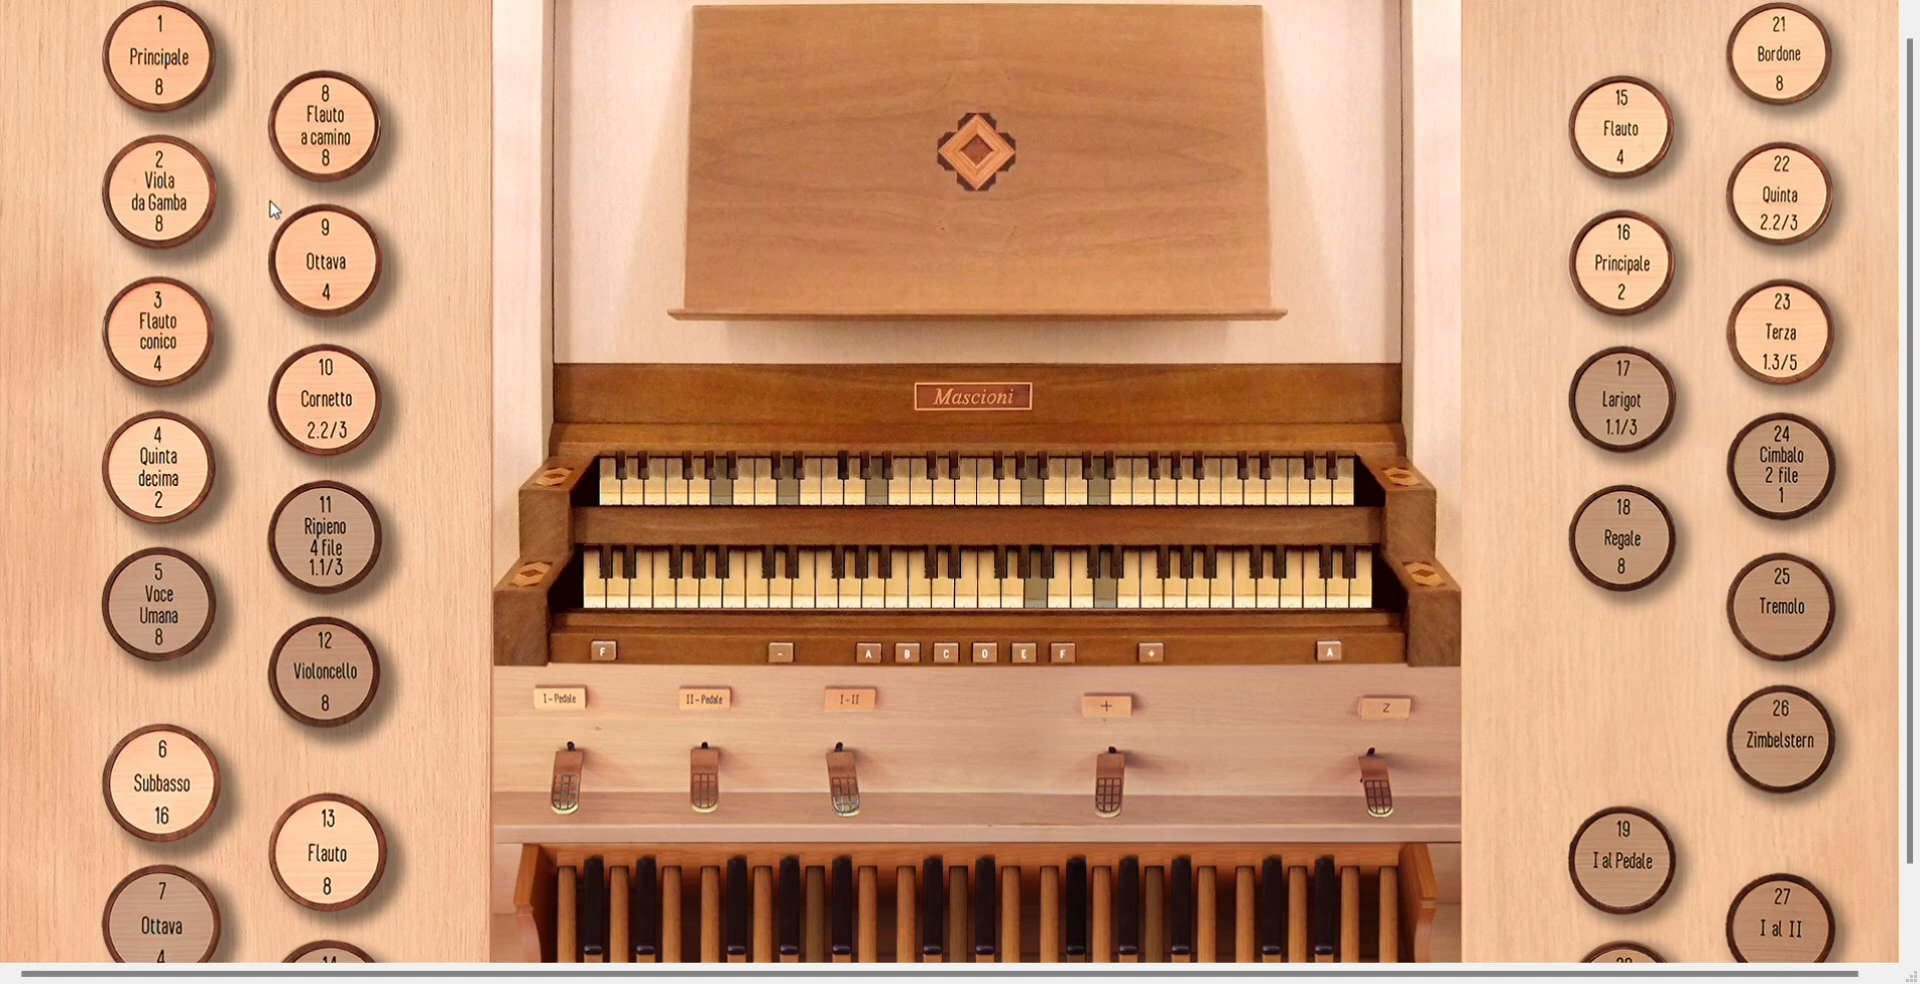 1
Principale
8
2
Viola
da Gamba
8
3
Flauto
conico
4
4
Quinta
decima
2
5
Voce
Umana
8
6
Subbasso
16
7
Ottava
4
8
Flauto
a camino
8
9
Ottava
4
10
Cornetto
2.2/3
11
Ripieno
4 file
1.1/3
12
Violoncello
8
13
Flauto
8
Mascioni
F
-
A
B
C
D
E
F
+
A
I-Pedale
II-Pedale
I-II
+
Z
15
Flauto
4
16
Principale
2
17
Larigot
1.1/3
18
Regale
8
19
I al Pedale
21
Bordone
8
22
Quinta
2.2/3
23
Terza
1.3/5
24
Cimbalo
2 file
1
25
Tremolo
26
Zimbelstern
27
I al II